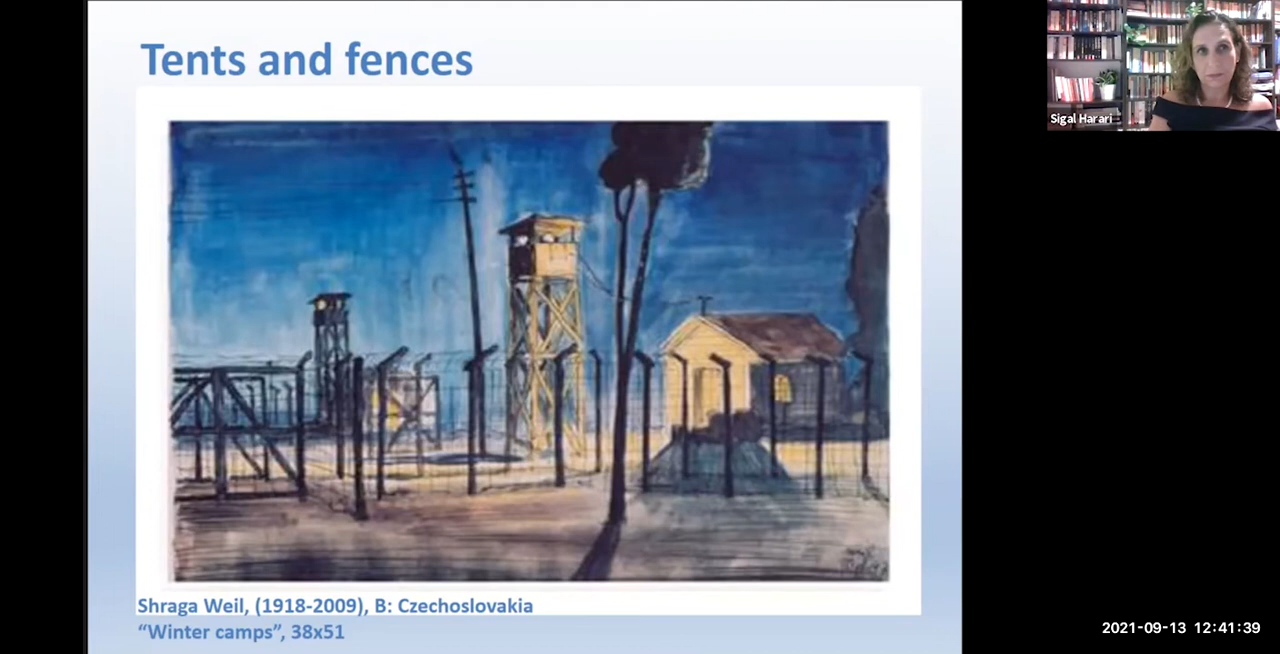 Tents and fences
Sigal Harari
Shraga Weil, (1918-2009), B: Czechoslovakia
“Winter camps”, 38x51
2021-09-13 12:41:39